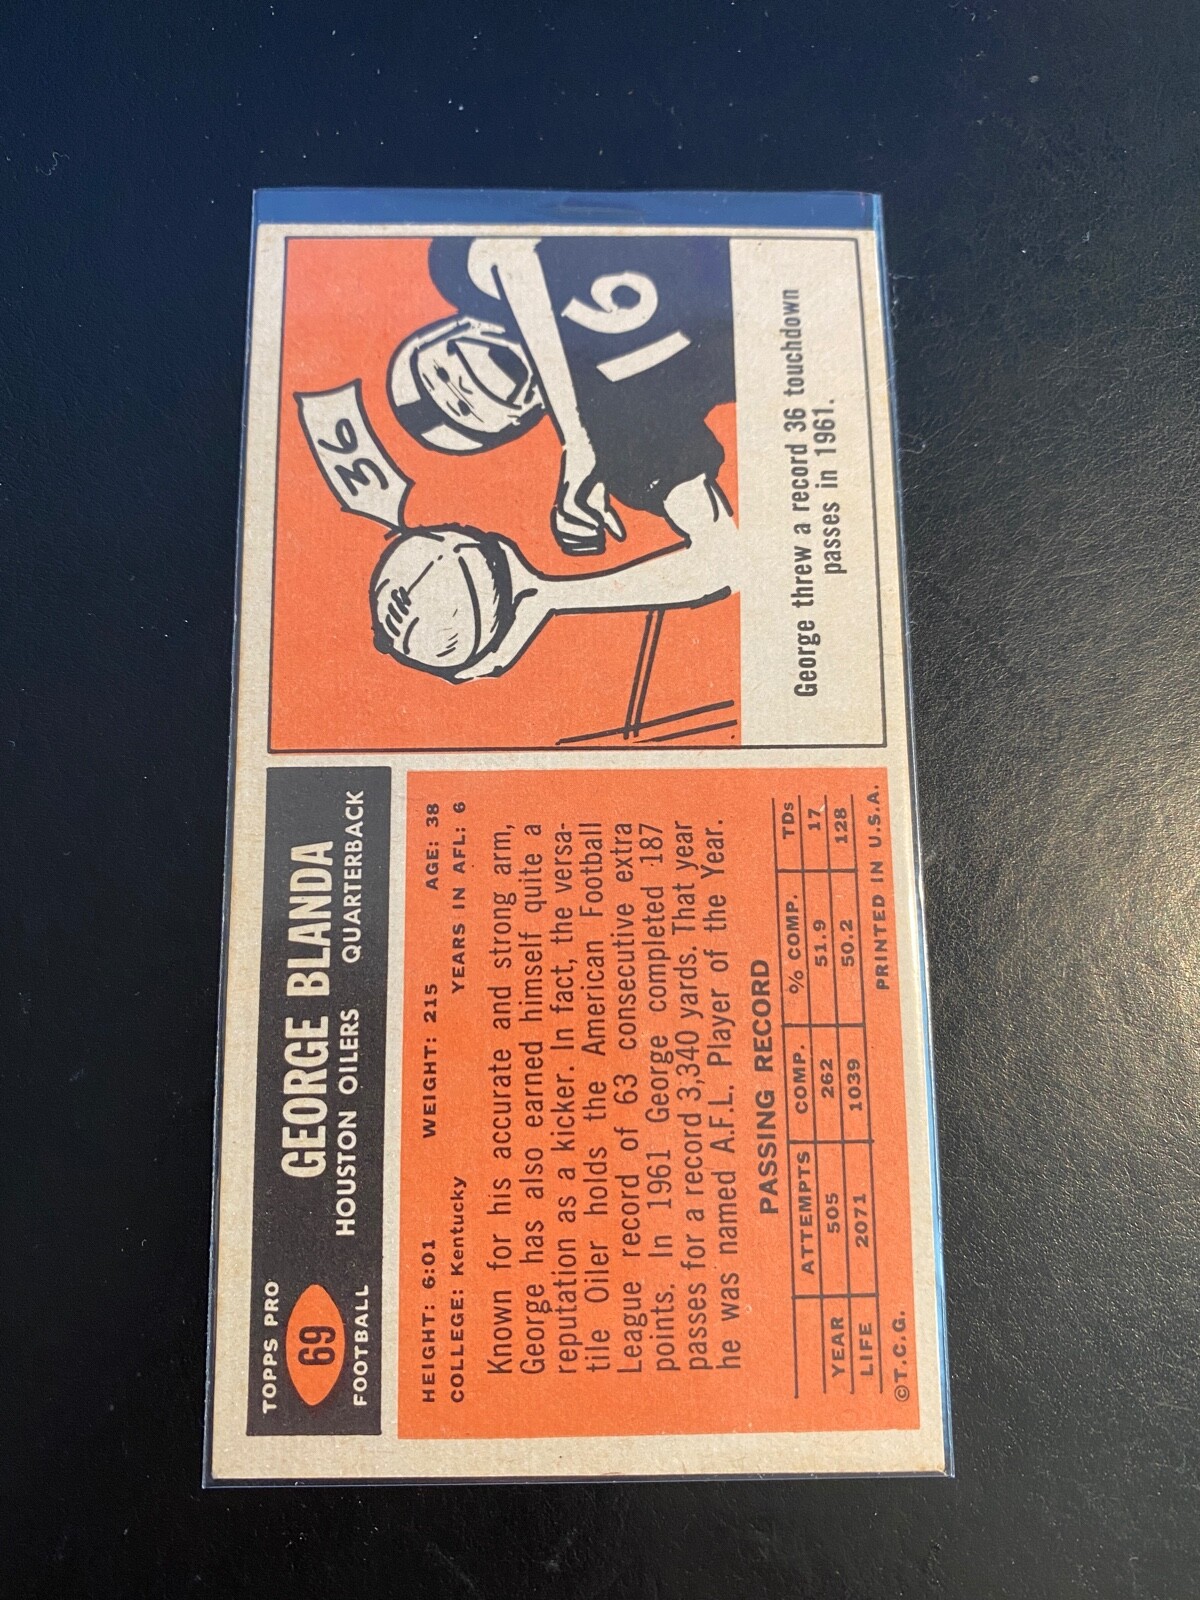 TOPPS PRO
69
FOOTBALL
GEORGE BLANDA
HOUSTON OILERS QUARTERBACK
HEIGHT: 6:01 WEIGHT: 215 AGE: 38
COLLEGE: Kentucky YEARS IN AFL: 6
Known for his accurate and strong arm,
George has also earned himself quite a
reputation as a kicker. In fact, the versa-
tile Oiler holds the American Football
League record of 63 consecutive extra
points. In 1961 George completed 187
passes for a record 3,340 yards. That year
he was named A.F.L. Player of the Year.
PASSING RECORD
ATTEMPTS COMP. % COMP. TDs
YEAR 505 262 51.9 17
LIFE 2071 1039 50.2 128
©T.C.G. PRINTED IN U.S.A.
36
16
George threw a record 36 touchdown
passes in 1961.